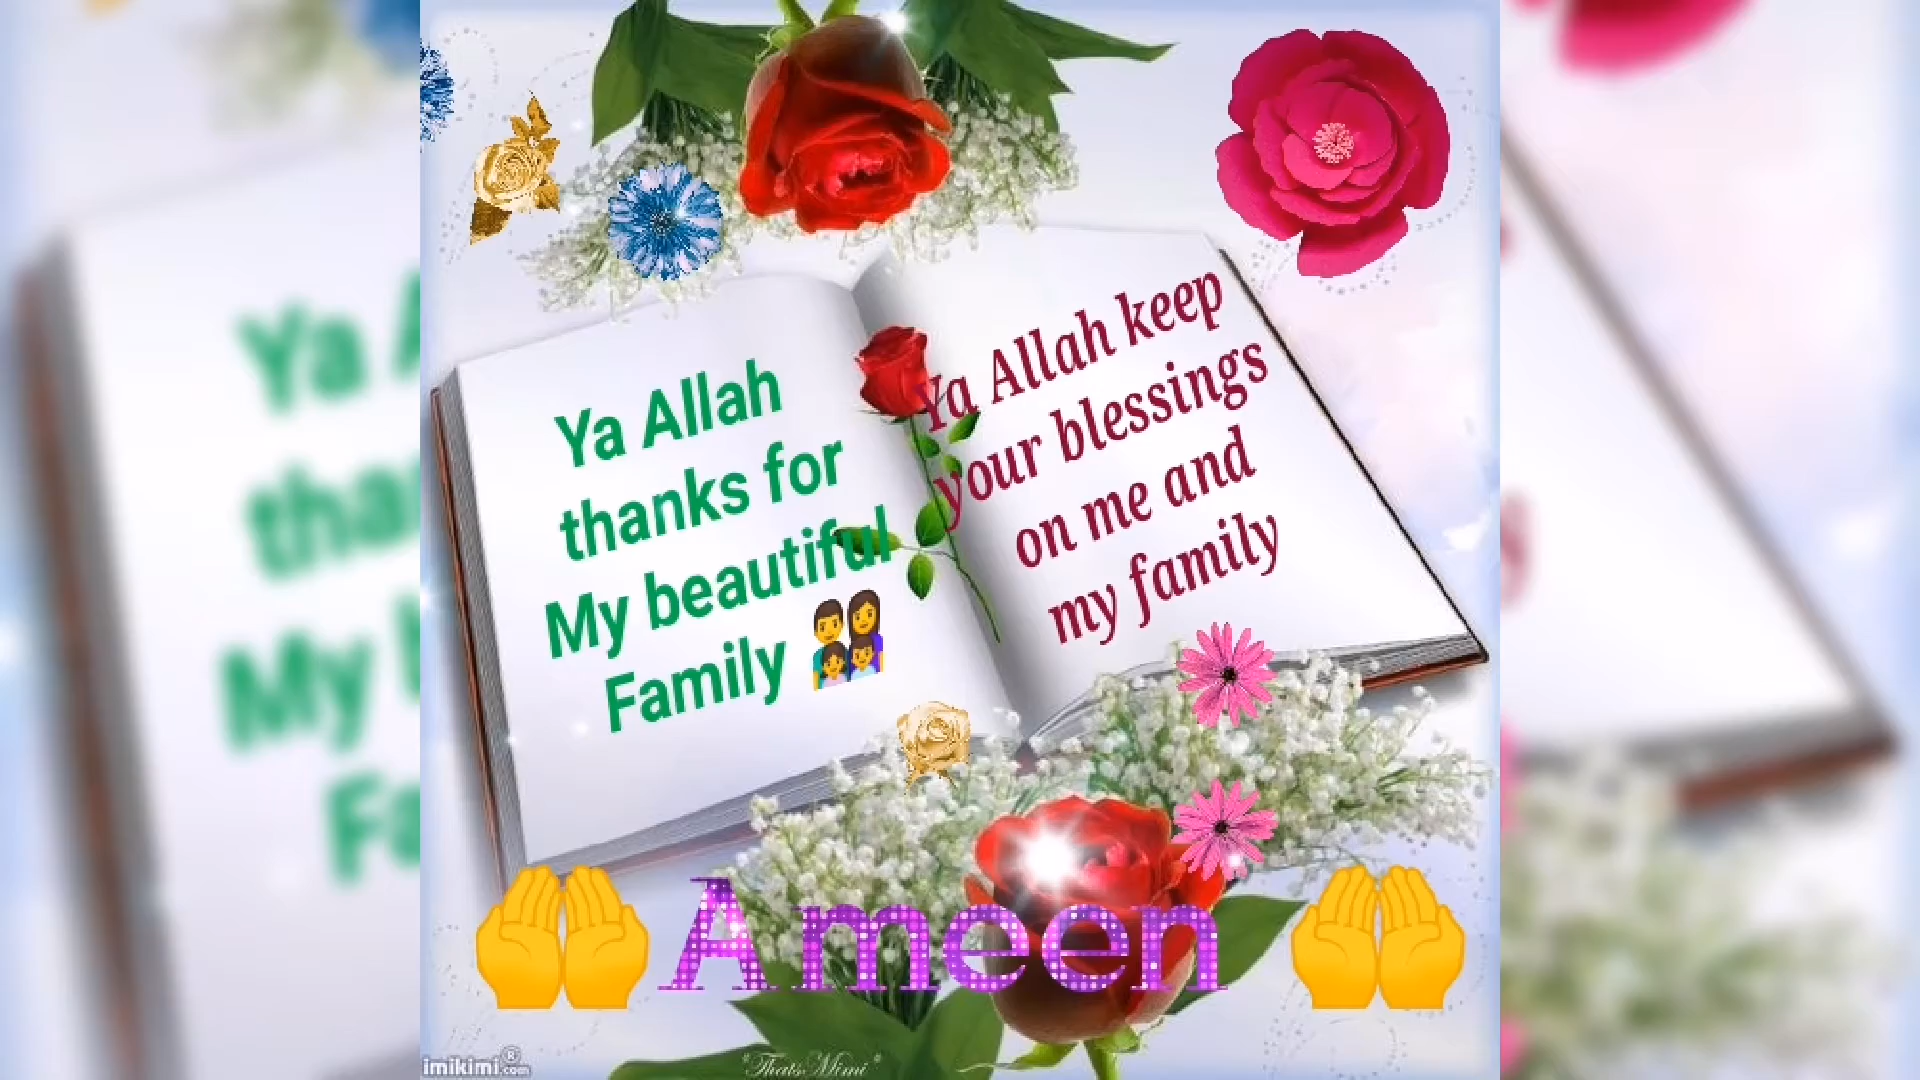 Ya Allah
thanks for
My beautiful
Family 👨‍👩‍👧‍👦
Ya Allah keep
your blessings
on me and
my family
🤲Ameen 🤲
imikimi®.com
*ThatsMimi*